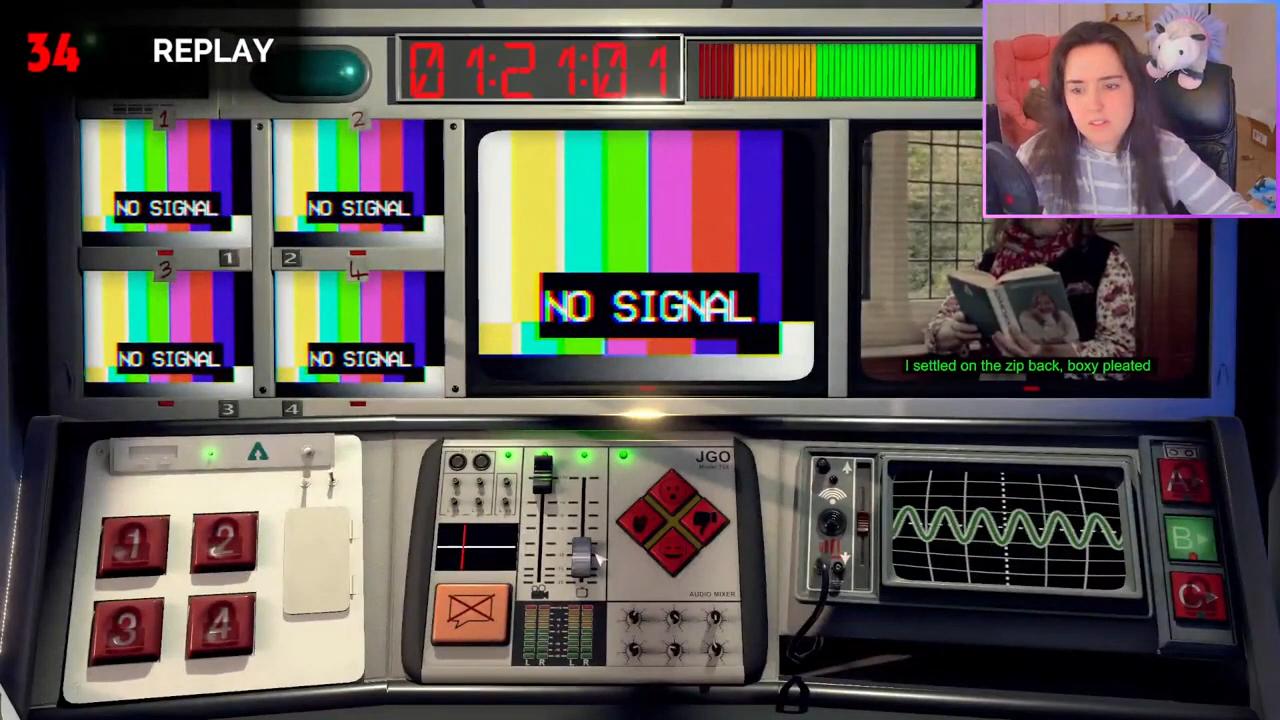 34
REPLAY
01:21:01
1
2
NO SIGNAL
NO SIGNAL
NO SIGNAL
3
1
2
4
NO SIGNAL
NO SIGNAL
I settled on the zip back, boxy pleated
3
4
JGO
1
2
3
4
AUDIO MIXER
L R
L R
A
B
C